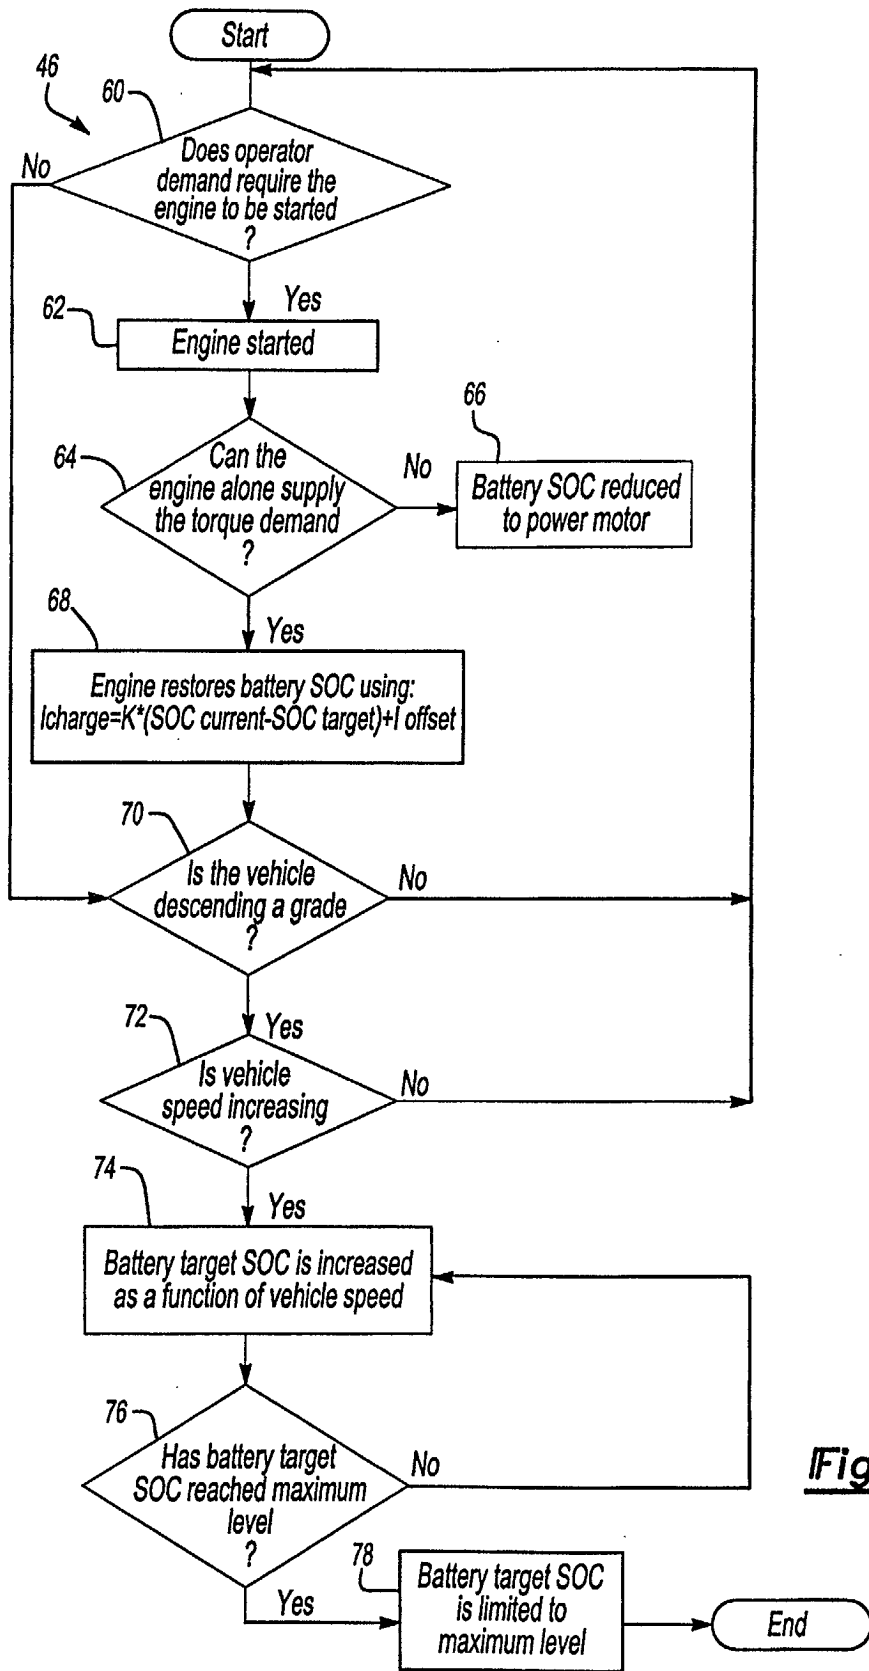 Start
46
60
No
Does operator
demand require the
engine to be started
?
Yes
62
Engine started
66
64
Can the
engine alone supply
the torque demand
?
No
Battery SOC reduced
to power motor
68
Yes
Engine restores battery SOC using:
Icharge=K*(SOC current-SOC target)+I offset
70
Is the vehicle
descending a grade
?
No
72
Yes
Is vehicle
speed increasing
?
No
74
Yes
Battery target SOC is increased
as a function of vehicle speed
76
Has battery target
SOC reached maximum
level
?
No
Fig
78
Yes
Battery target SOC
is limited to
maximum level
End